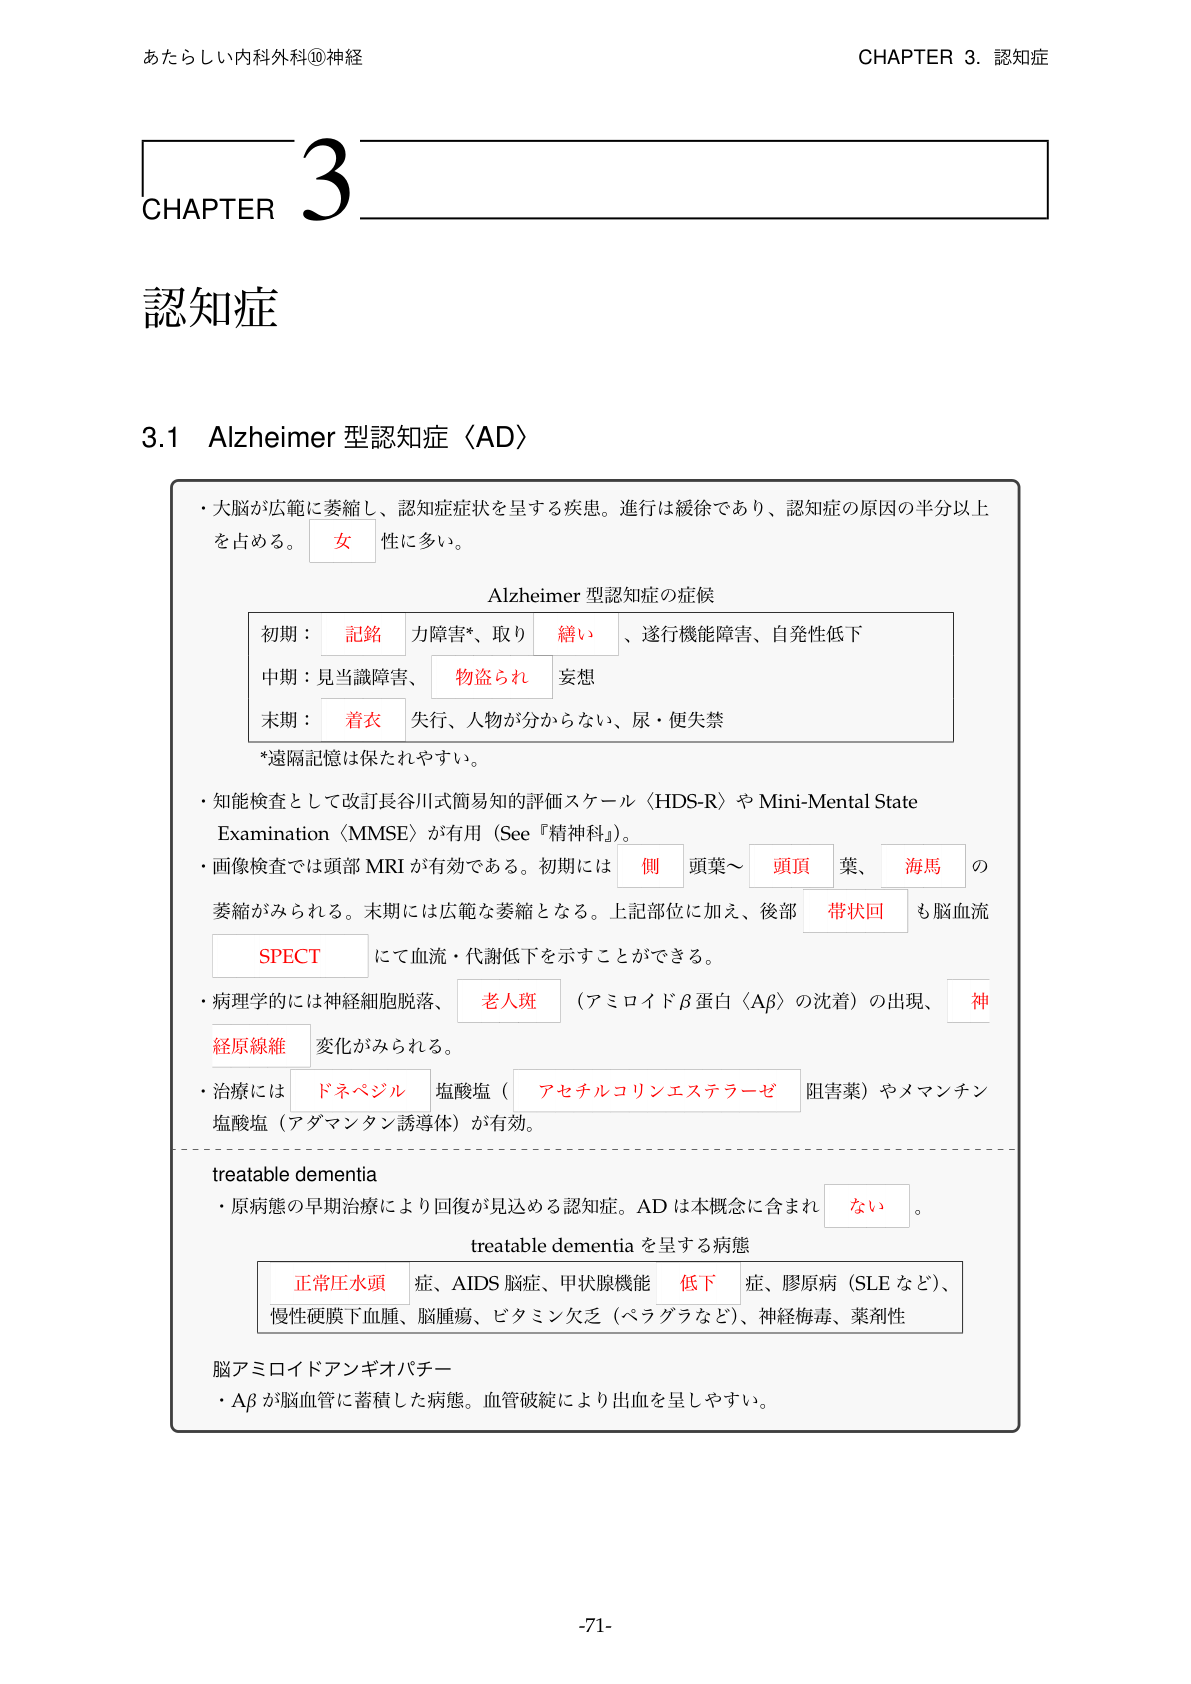 あたらしい内科外科⑩神経
CHAPTER 3. 認知症
CHAPTER 3
認知症
3.1 Alzheimer 型認知症〈AD〉
・大脳が広範に萎縮し、認知症症状を呈する疾患。進行は緩徐であり、認知症の原因の半分以上
を占める。 女 性に多い。
Alzheimer 型認知症の症候
初期： 記銘 力障害*、取り 繕い 、遂行機能障害、自発性低下
中期：見当識障害、 物盗られ 妄想
末期： 着衣 失行、人物が分からない、尿・便失禁
*遠隔記憶は保たれやすい。
・知能検査として改訂長谷川式簡易知的評価スケール〈HDS-R〉や Mini-Mental State
Examination〈MMSE〉が有用（See『精神科』）。
・画像検査では頭部 MRI が有効である。初期には 側 頭葉〜 頭頂 葉、 海馬 の
萎縮がみられる。末期には広範な萎縮となる。上記部位に加え、後部 帯状回 も脳血流
SPECT にて血流・代謝低下を示すことができる。
・病理学的には神経細胞脱落、 老人斑 （アミロイドβ蛋白〈Aβ〉の沈着）の出現、 神
経原線維 変化がみられる。
・治療には ドネペジル 塩酸塩（ アセチルコリンエステラーゼ 阻害薬）やメマンチン
塩酸塩（アダマンタン誘導体）が有効。
treatable dementia
・原病態の早期治療により回復が見込める認知症。AD は本概念に含まれ ない 。
treatable dementia を呈する病態
正常圧水頭 症、AIDS 脳症、甲状腺機能 低下 症、膠原病（SLE など）、
慢性硬膜下血腫、脳腫瘍、ビタミン欠乏（ペラグラなど）、神経梅毒、薬剤性
脳アミロイドアンギオパチー
・Aβ が脳血管に蓄積した病態。血管破綻により出血を呈しやすい。
-71-